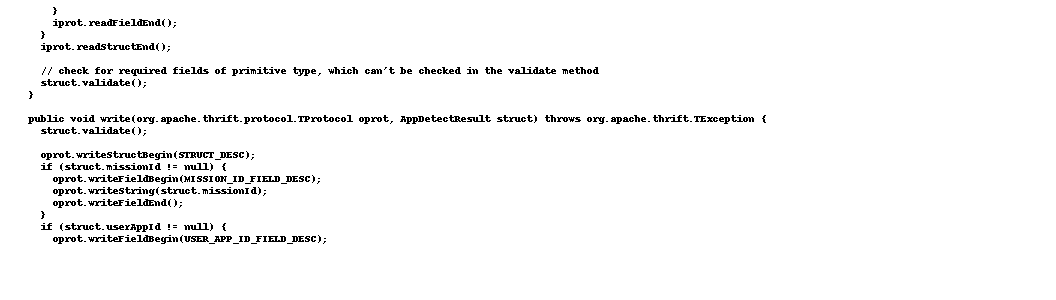 }
iprot.readFieldEnd();
}
iprot.readStructEnd();
// check for required fields of primitive type, which can't be checked in the validate method
struct.validate();
}
public void write(org.apache.thrift.protocol.TProtocol oprot, AppDetectResult struct) throws org.apache.thrift.TException {
struct.validate();
oprot.writeStructBegin(STRUCT_DESC);
if (struct.missionId != null) {
oprot.writeFieldBegin(MISSION_ID_FIELD_DESC);
oprot.writeString(struct.missionId);
oprot.writeFieldEnd();
}
if (struct.userAppId != null) {
oprot.writeFieldBegin(USER_APP_ID_FIELD_DESC);